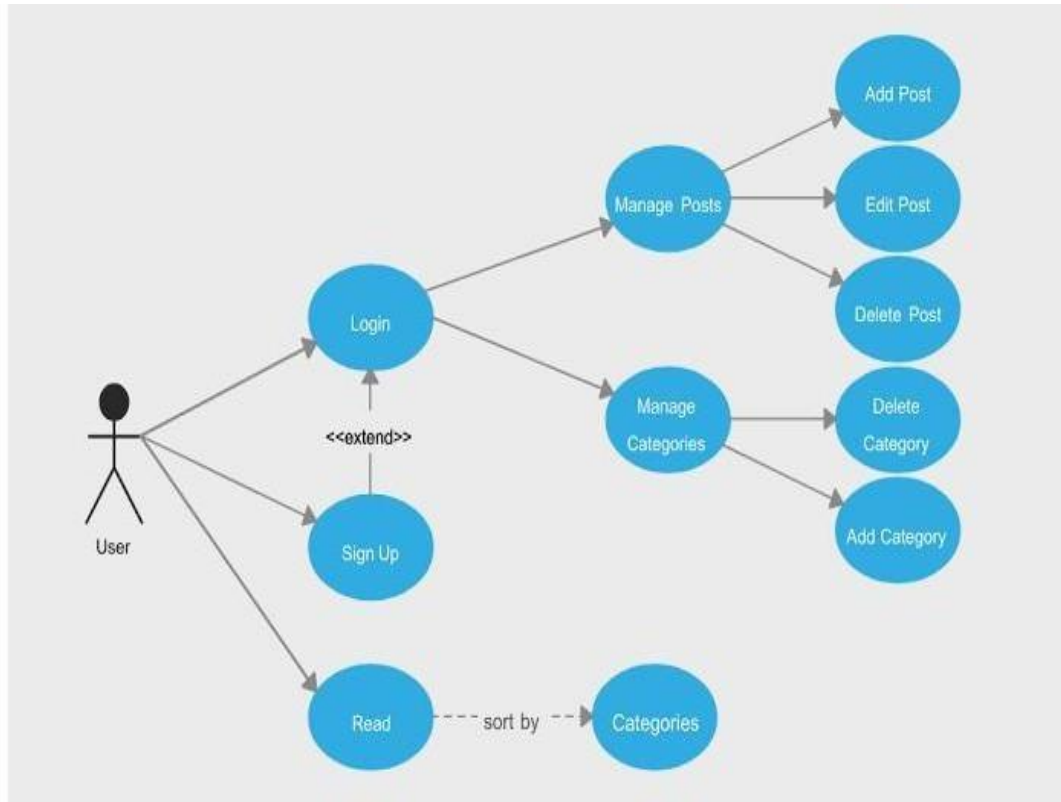 Add Post
Manage Posts
Edit Post
Login
Delete Post
Manage
Categories
Delete
Category
<<extend>>
Add Category
User
Sign Up
Read
sort by
Categories